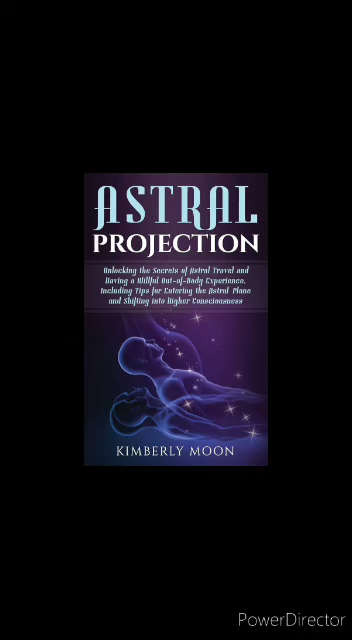 ASTRAL
PROJECTION
Unlocking the Secrets of Astral Travel and
Having a Willful Out-of-Body Experience,
Including Tips for Entering the Astral Plane
and Shifting into Higher Consciousness
KIMBERLY MOON
PowerDirector